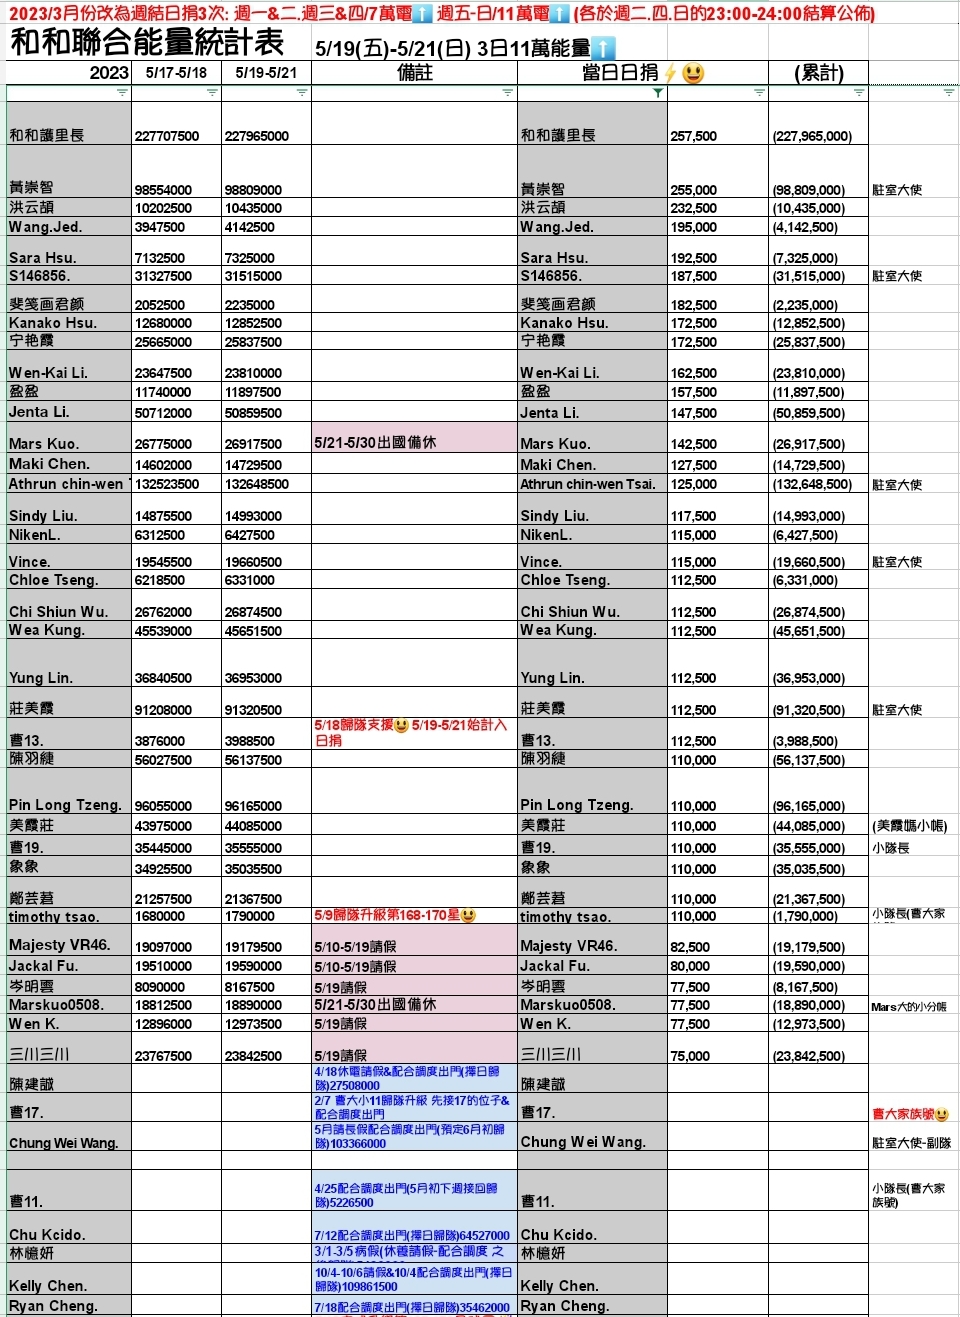 2023/3月份改為週結日捐3次: 週一&二.週三&四/7萬電⬆️ 週五-日/11萬電⬆️ (各於週二.四.日的23:00-24:00結算公佈)
和和聯合能量統計表 5/19(五)-5/21(日) 3日11萬能量⬆️
2023 5/17-5/18 5/19-5/21 備註 當日日捐⚡😃 (累計)
和和護里長 227707500 227965000 和和護里長 257,500 (227,965,000)
黃崇智 98554000 98809000 黃崇智 255,000 (98,809,000) 駐室大使
洪云頡 10202500 10435000 洪云頡 232,500 (10,435,000)
Wang.Jed. 3947500 4142500 Wang.Jed. 195,000 (4,142,500)
Sara Hsu. 7132500 7325000 Sara Hsu. 192,500 (7,325,000)
S146856. 31327500 31515000 S146856. 187,500 (31,515,000) 駐室大使
斐笺画君颜 2052500 2235000 斐笺画君颜 182,500 (2,235,000)
Kanako Hsu. 12680000 12852500 Kanako Hsu. 172,500 (12,852,500)
宁艳霞 25665000 25837500 宁艳霞 172,500 (25,837,500)
Wen-Kai Li. 23647500 23810000 Wen-Kai Li. 162,500 (23,810,000)
盈盈 11740000 11897500 盈盈 157,500 (11,897,500)
Jenta Li. 50712000 50859500 Jenta Li. 147,500 (50,859,500)
Mars Kuo. 26775000 26917500 5/21-5/30出國備休 Mars Kuo. 142,500 (26,917,500)
Maki Chen. 14602000 14729500 Maki Chen. 127,500 (14,729,500)
Athrun chin-wen 132523500 132648500 Athrun chin-wen Tsai. 125,000 (132,648,500) 駐室大使
Sindy Liu. 14875500 14993000 Sindy Liu. 117,500 (14,993,000)
NikenL. 6312500 6427500 NikenL. 115,000 (6,427,500)
Vince. 19545500 19660500 Vince. 115,000 (19,660,500) 駐室大使
Chloe Tseng. 6218500 6331000 Chloe Tseng. 112,500 (6,331,000)
Chi Shiun Wu. 26762000 26874500 Chi Shiun Wu. 112,500 (26,874,500)
Wea Kung. 45539000 45651500 Wea Kung. 112,500 (45,651,500)
Yung Lin. 36840500 36953000 Yung Lin. 112,500 (36,953,000)
莊美霞 91208000 91320500 莊美霞 112,500 (91,320,500) 駐室大使
5/18歸隊支援😃5/19-5/21始計入
曹13. 3876000 3988500 日捐 曹13. 112,500 (3,988,500)
陳羽緁 56027500 56137500 陳羽緁 110,000 (56,137,500)
Pin Long Tzeng. 96055000 96165000 Pin Long Tzeng. 110,000 (96,165,000)
美霞莊 43975000 44085000 美霞莊 110,000 (44,085,000) (美霞媽小帳)
曹19. 35445000 35555000 曹19. 110,000 (35,555,000) 小隊長
象象 34925500 35035500 象象 110,000 (35,035,500)
鄭芸莙 21257500 21367500 鄭芸莙 110,000 (21,367,500)
timothy tsao. 1680000 1790000 5/9歸隊升級第168-170星😃 timothy tsao. 110,000 (1,790,000) 小隊長(曹大家
Majesty VR46. 19097000 19179500 5/10-5/19請假 Majesty VR46. 82,500 (19,179,500)
Jackal Fu. 19510000 19590000 5/10-5/19請假 Jackal Fu. 80,000 (19,590,000)
岑明雲 8090000 8167500 5/19請假 岑明雲 77,500 (8,167,500)
Marskuo0508. 18812500 18890000 5/21-5/30出國備休 Marskuo0508. 77,500 (18,890,000) Mars大的小分帳
Wen K. 12896000 12973500 5/19請假 Wen K. 77,500 (12,973,500)
三川三川 23767500 23842500 5/19請假 三川三川 75,000 (23,842,500)
4/18休電請假&配合調度出門(擇日歸
陳建誠 隊)27508000 陳建誠
2/7 曹大小11歸隊升級 先接17的位子&
曹17. 配合調度出門 曹17. 曹大家族號😃
5月請長假配合調度出門(預定6月初歸
Chung Wei Wang. 隊)103366000 Chung Wei Wang. 駐室大使-副隊
4/25配合調度出門(5月初下週接回歸 小隊長(曹大家
曹11. 隊)5226500 曹11. 族號)
Chu Kcido. 7/12配合調度出門(擇日歸隊)64527000 Chu Kcido.
林檍妍 3/1-3/5病假(休養請假-配合調度 之 林檍妍
10/4-10/6請假&10/4配合調度出門(擇日
Kelly Chen. 歸隊)109861500 Kelly Chen.
Ryan Cheng. 7/18配合調度出門(擇日歸隊)35462000 Ryan Cheng.